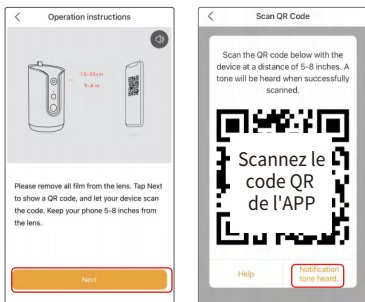 Operation instructions
13-25cm
5-8 in
Please remove all film from the lens. Tap Next
to show a QR code, and let your device scan
the code. Keep your phone 5-8 inches from
the lens.
Next
Scan QR Code
Scan the QR code below with the
device at a distance of 5-8 inches. A
tone will be heard when successfully
scanned.
Scannez le
code QR
de l'APP
Help
Notification
tone heard.